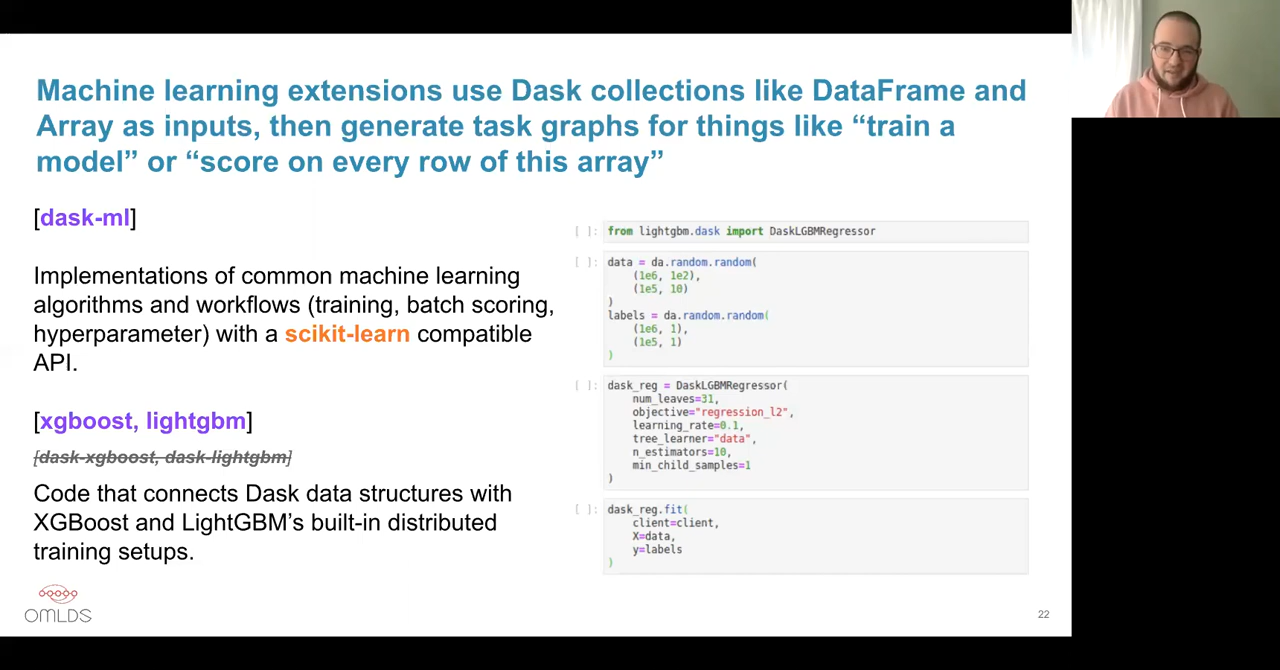 Machine learning extensions use Dask collections like DataFrame and
Array as inputs, then generate task graphs for things like “train a
model” or “score on every row of this array”
[dask-ml]
Implementations of common machine learning
algorithms and workflows (training, batch scoring,
hyperparameter) with a scikit-learn compatible
API.
[xgboost, lightgbm]
[dask-xgboost, dask-lightgbm]
Code that connects Dask data structures with
XGBoost and LightGBM’s built-in distributed
training setups.
[ ]: from lightgbm.dask import DaskLGBMRegressor
[ ]: data = da.random.random(
(1e6, 1e2),
(1e5, 10)
)
labels = da.random.random(
(1e6, 1),
(1e5, 1)
)
[ ]: dask_reg = DaskLGBMRegressor(
num_leaves=31,
objective="regression_l2",
learning_rate=0.1,
tree_learner="data",
n_estimators=10,
min_child_samples=1
)
[ ]: dask_reg.fit(
client=client,
X=data,
y=labels
)
OMLDS
22